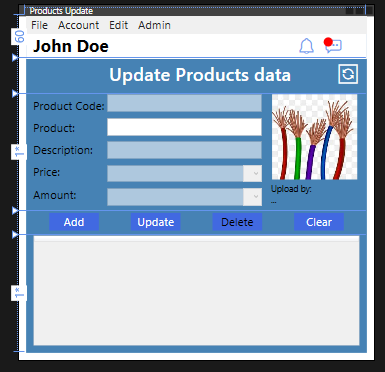 Products Update
File Account Edit Admin
60
John Doe
Update Products data
Product Code:
Product:
1*
Description:
Price:
Amount:
Upload by:
--
Add Update Delete Clear
1*